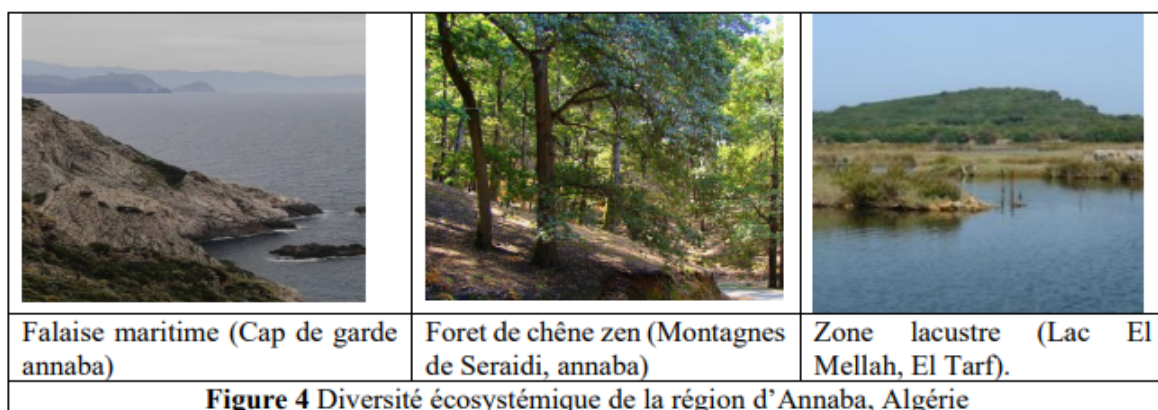 Falaise maritime (Cap de garde
annaba)
Foret de chêne zen (Montagnes
de Seraidi, annaba)
Zone lacustre (Lac El
Mellah, El Tarf).
Figure 4 Diversité écosystémique de la région d'Annaba, Algérie